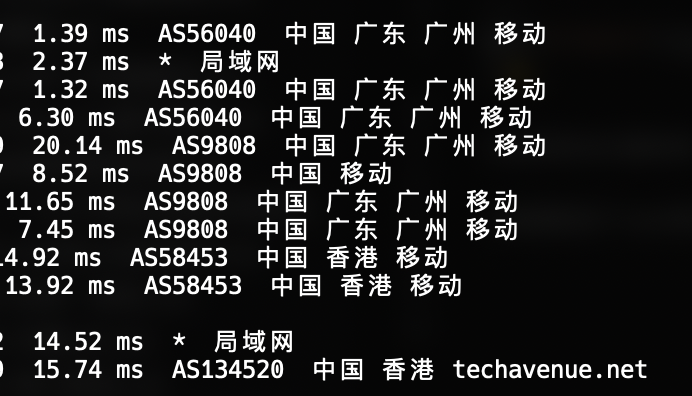 1.39 ms AS56040 中国 广东 广州 移动
2.37 ms * 局域网
1.32 ms AS56040 中国 广东 广州 移动
6.30 ms AS56040 中国 广东 广州 移动
20.14 ms AS9808 中国 广东 广州 移动
8.52 ms AS9808 中国 移动
11.65 ms AS9808 中国 广东 广州 移动
7.45 ms AS9808 中国 广东 广州 移动
14.92 ms AS58453 中国 香港 移动
13.92 ms AS58453 中国 香港 移动
14.52 ms * 局域网
15.74 ms AS134520 中国 香港 techavenue.net